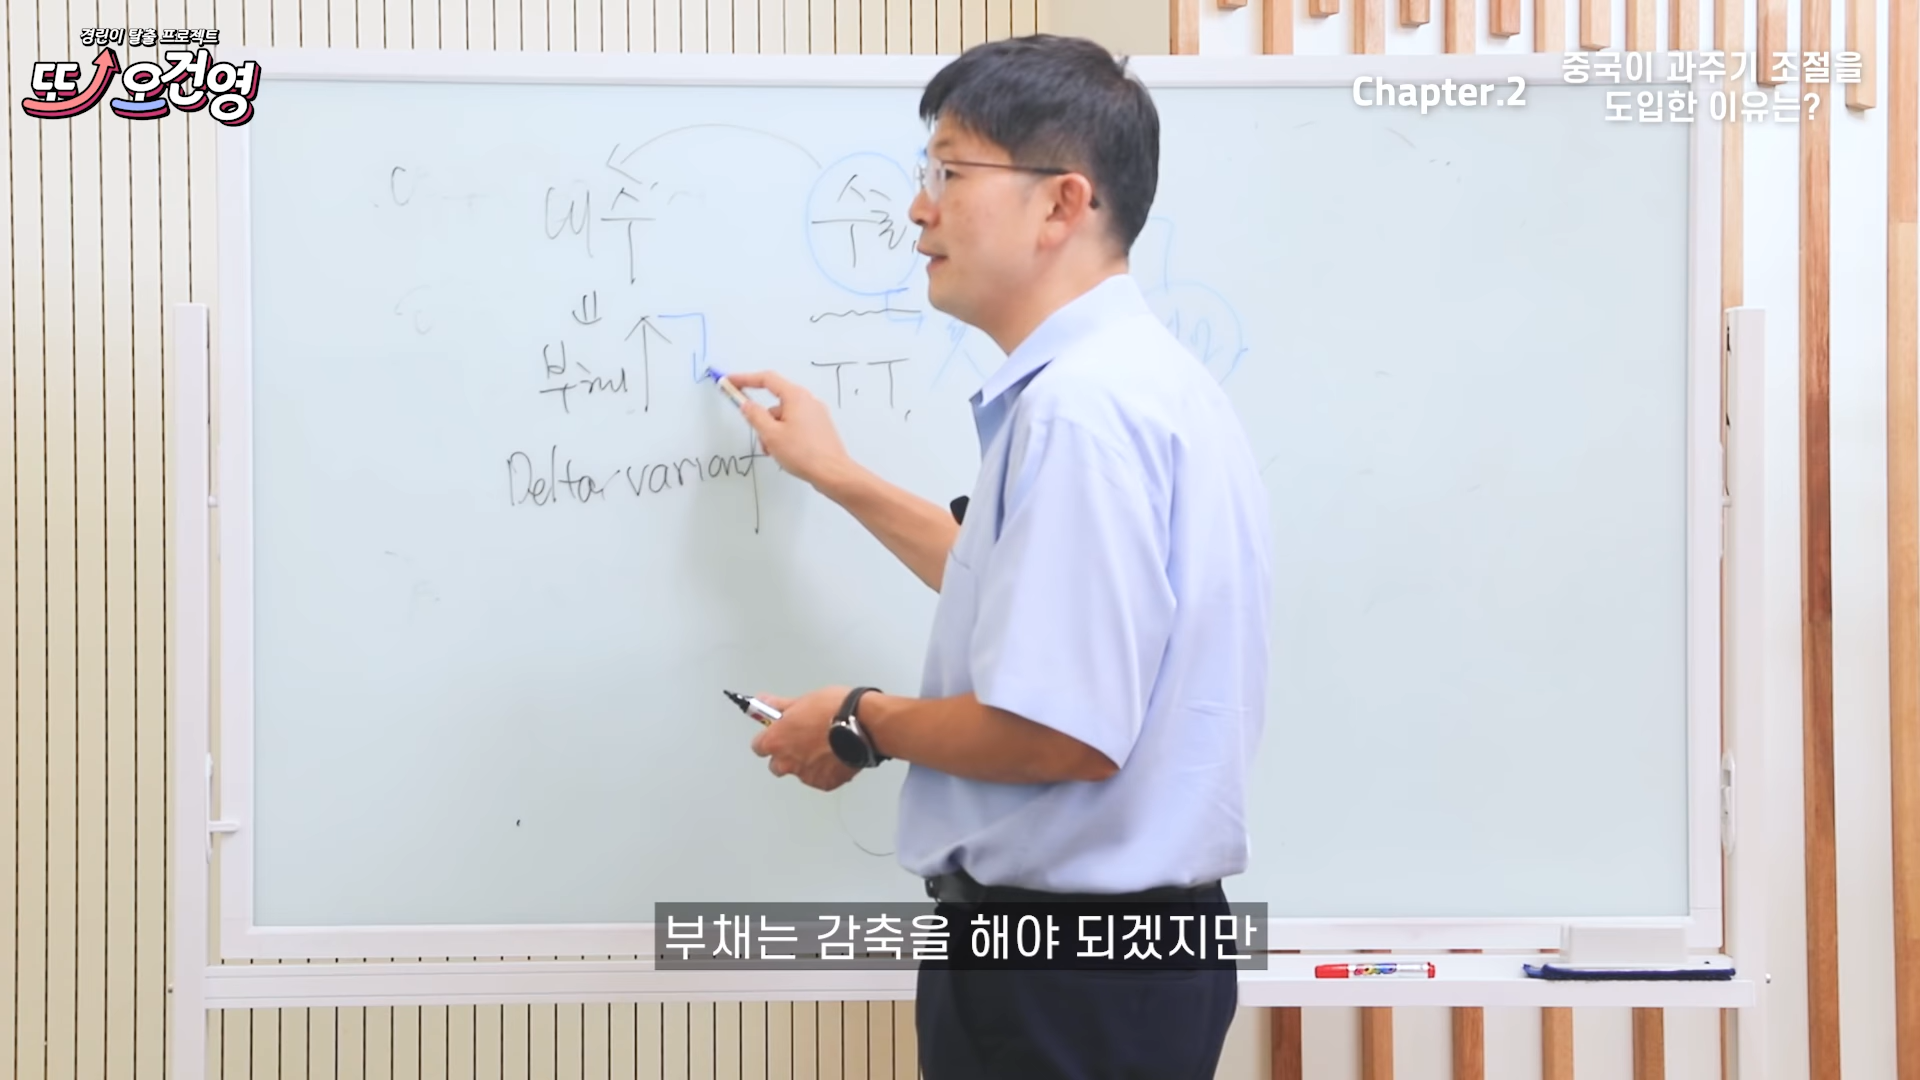 경린이 탈출 프로젝트
또 오건영
Chapter.2
중국이 과주기 조절을
도입한 이유는?
내수
수출
부채
T.T.
Delta variant
부채는 감축을 해야 되겠지만